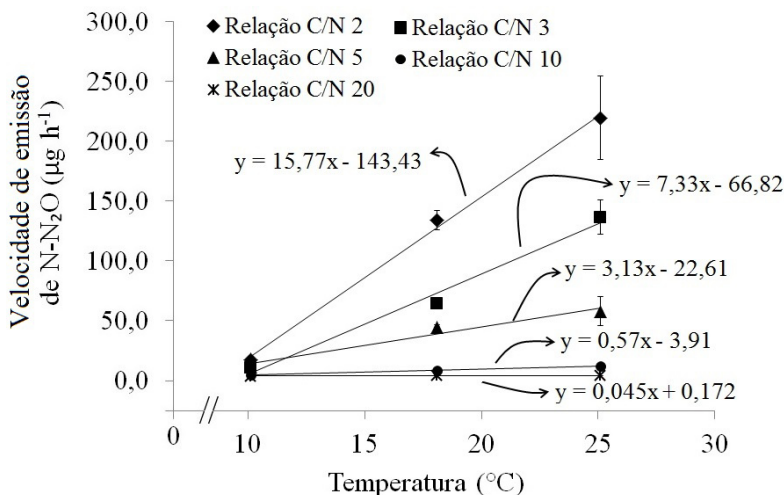 Relação C/N 2
Relação C/N 3
Relação C/N 5
Relação C/N 10
Relação C/N 20
Velocidade de emissão
de N-N₂O (µg h⁻¹)
300,0
250,0
200,0
150,0
100,0
50,0
0,0
y = 15,77x - 143,43
y = 7,33x - 66,82
y = 3,13x - 22,61
y = 0,57x - 3,91
y = 0,045x + 0,172
0
10
15
20
25
30
Temperatura (°C)